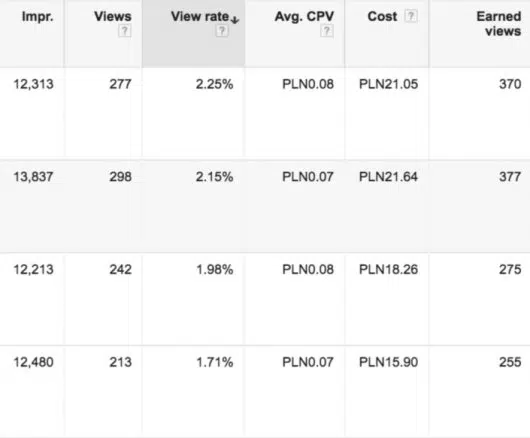 Impr. Views View rate↓ Avg. CPV Cost ? Earned
? ? ? views
12,313 277 2.25% PLN0.08 PLN21.05 370
13,837 298 2.15% PLN0.07 PLN21.64 377
12,213 242 1.98% PLN0.08 PLN18.26 275
12,480 213 1.71% PLN0.07 PLN15.90 255